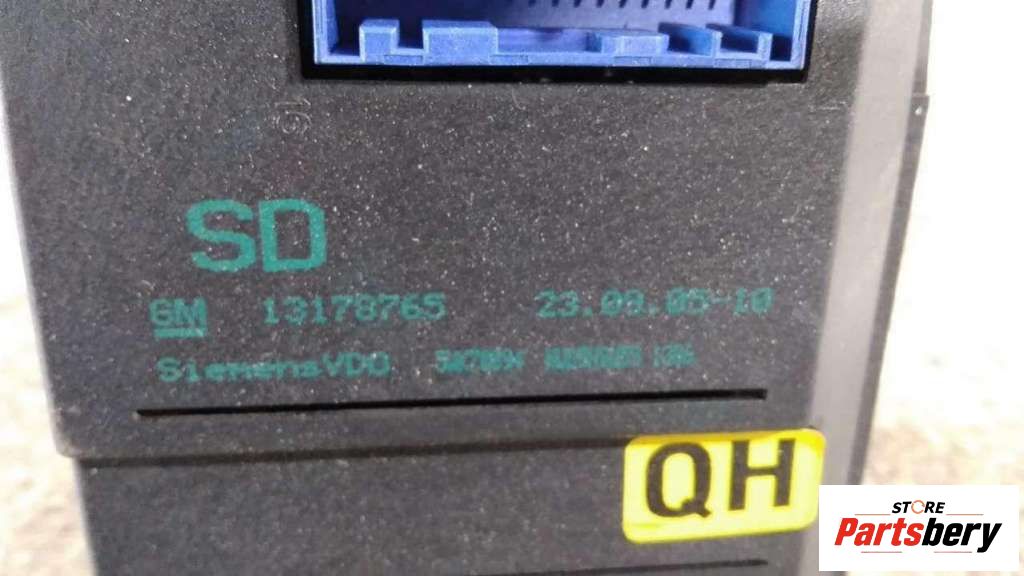 SD
GM 13178765 23.09.05-10
SiemensVDO
QH
STORE
Partsbery